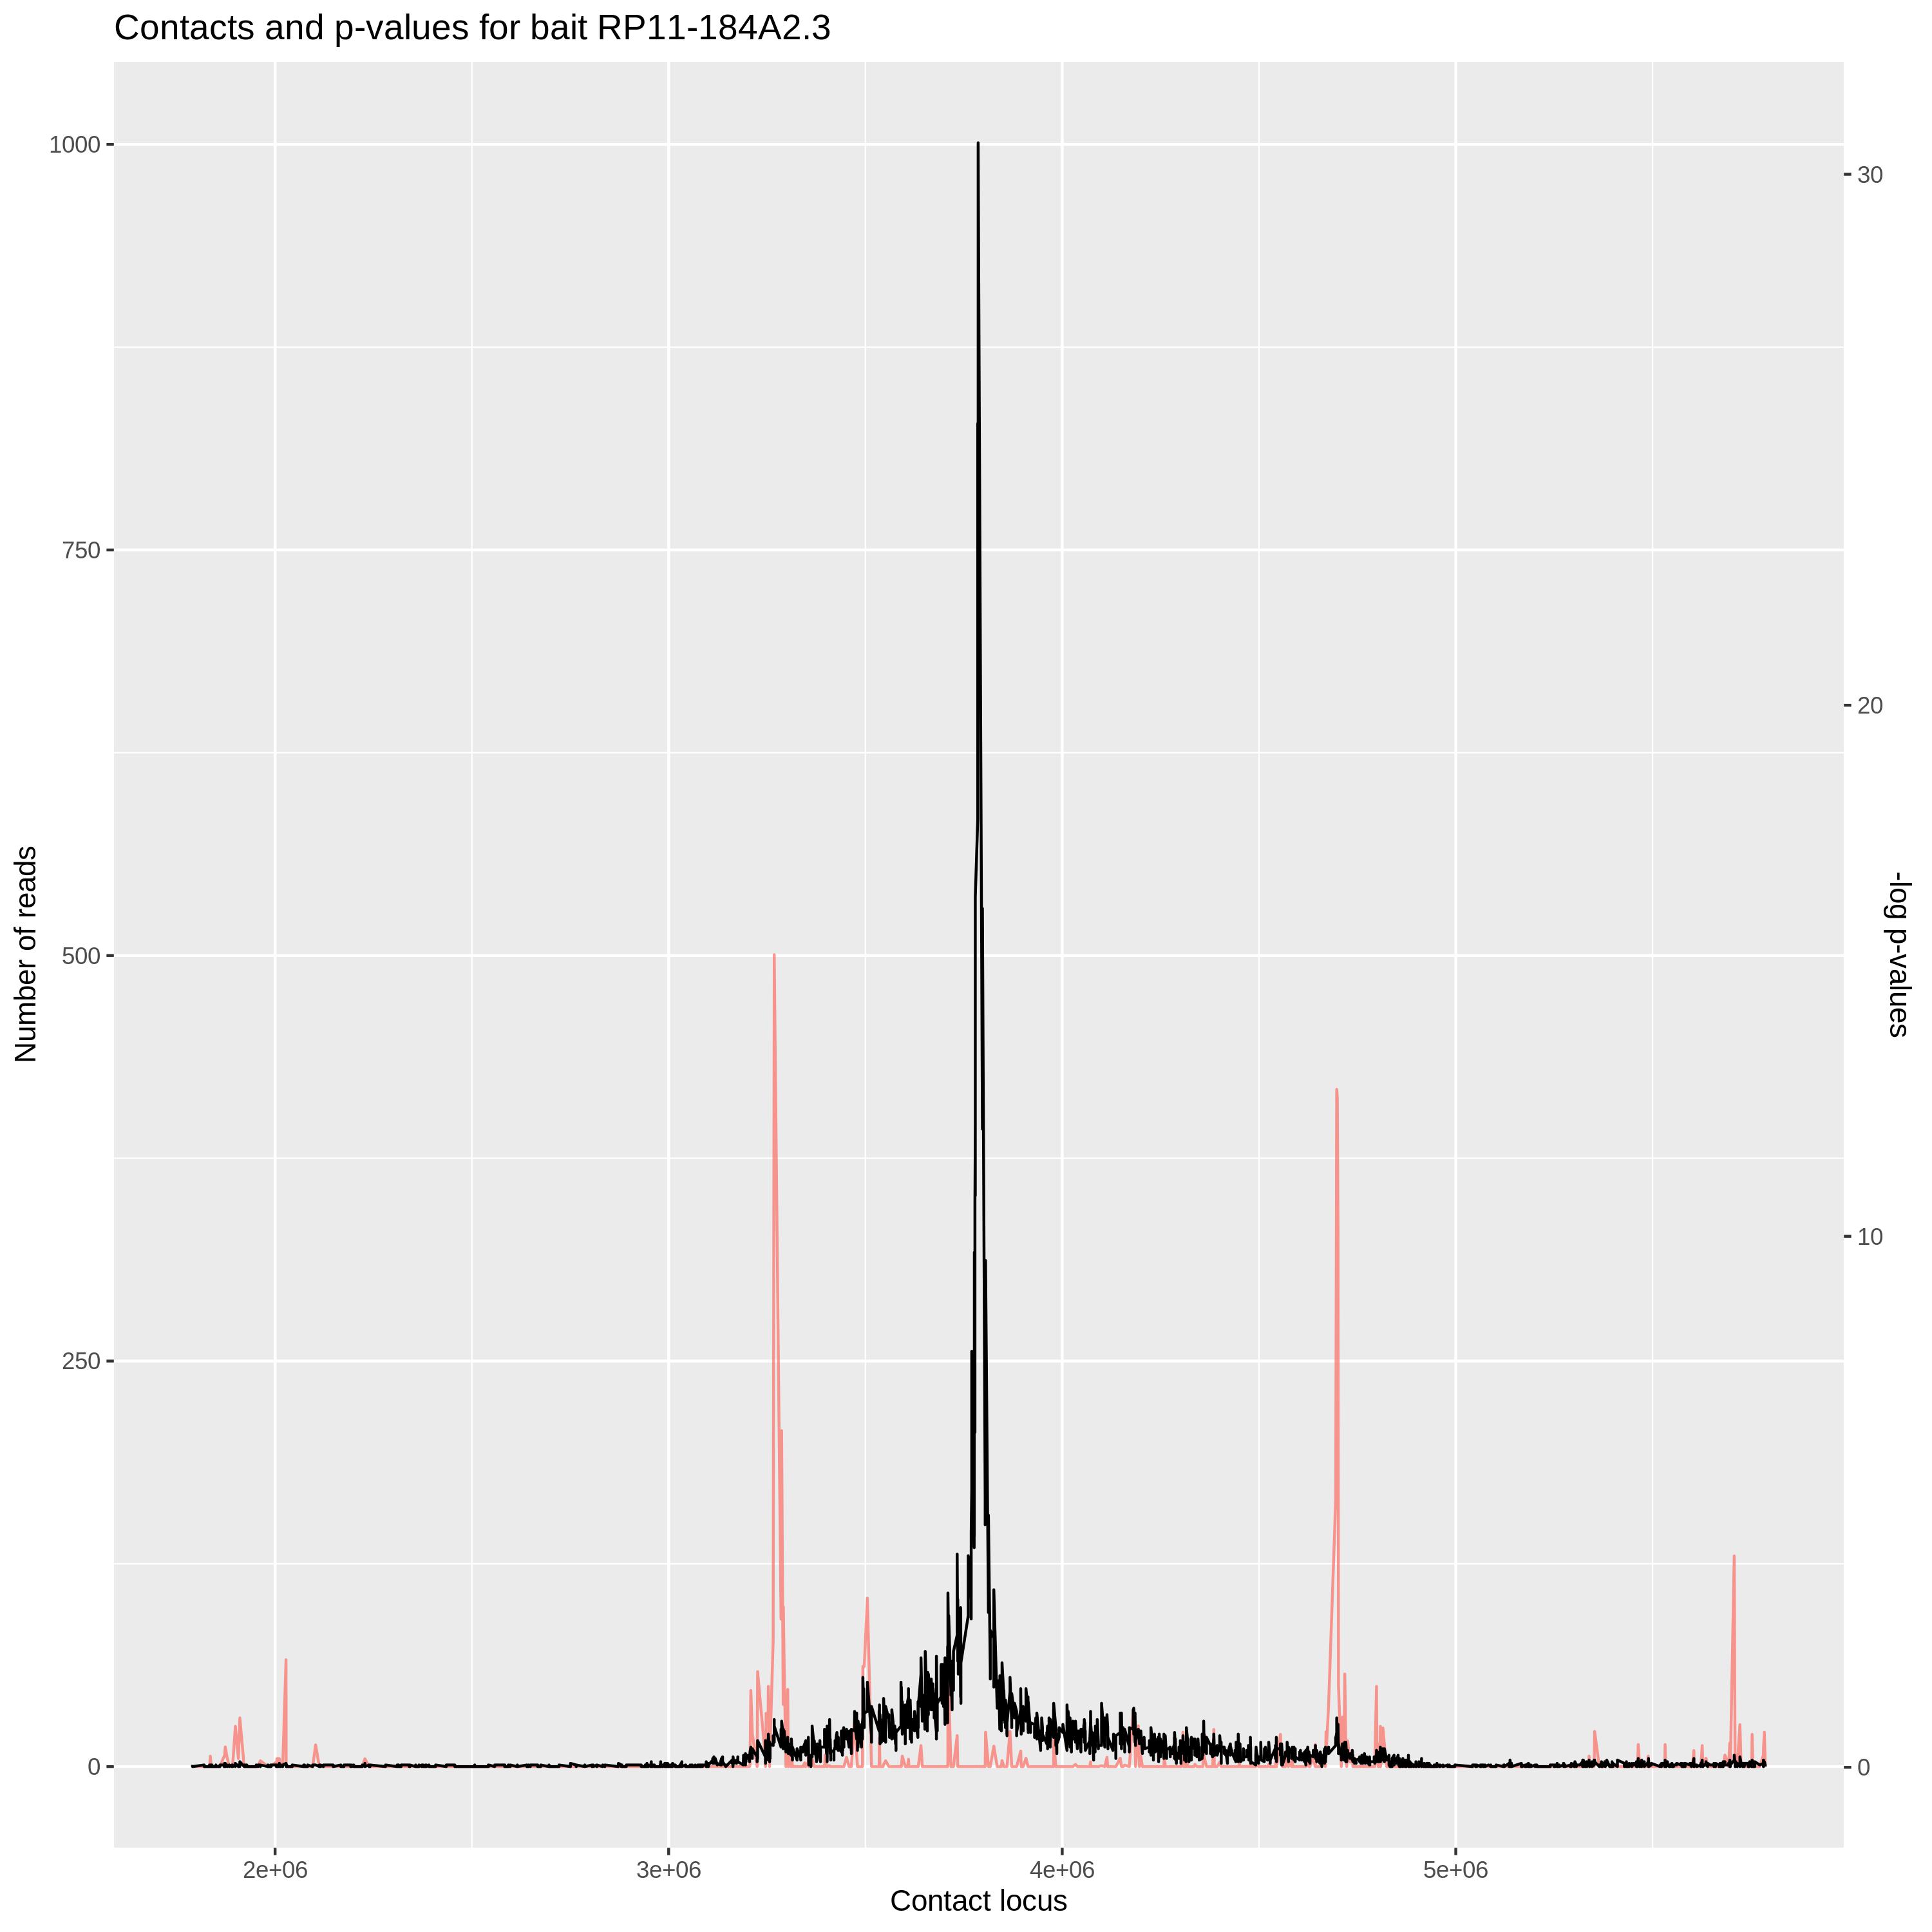 Contacts and p-values for bait RP11-184A2.3
1000
750
500
250
0
30
20
10
0
Number of reads
-log p-values
2e+06
3e+06
4e+06
5e+06
Contact locus